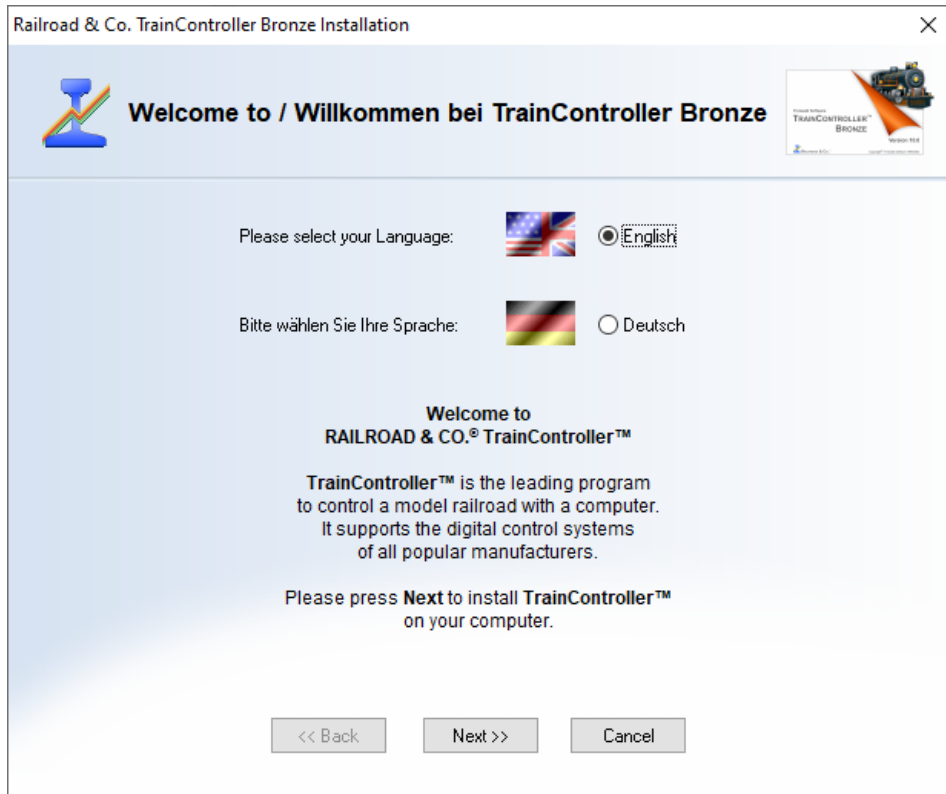 Railroad & Co. TrainController Bronze Installation
Welcome to / Willkommen bei TrainController Bronze
TRAINCONTROLLER™
BRONZE
Please select your Language:
English
Bitte wählen Sie Ihre Sprache:
Deutsch
Welcome to
RAILROAD & CO.® TrainController™
TrainController™ is the leading program
to control a model railroad with a computer.
It supports the digital control systems
of all popular manufacturers.
Please press Next to install TrainController™
on your computer.
<< Back
Next >>
Cancel